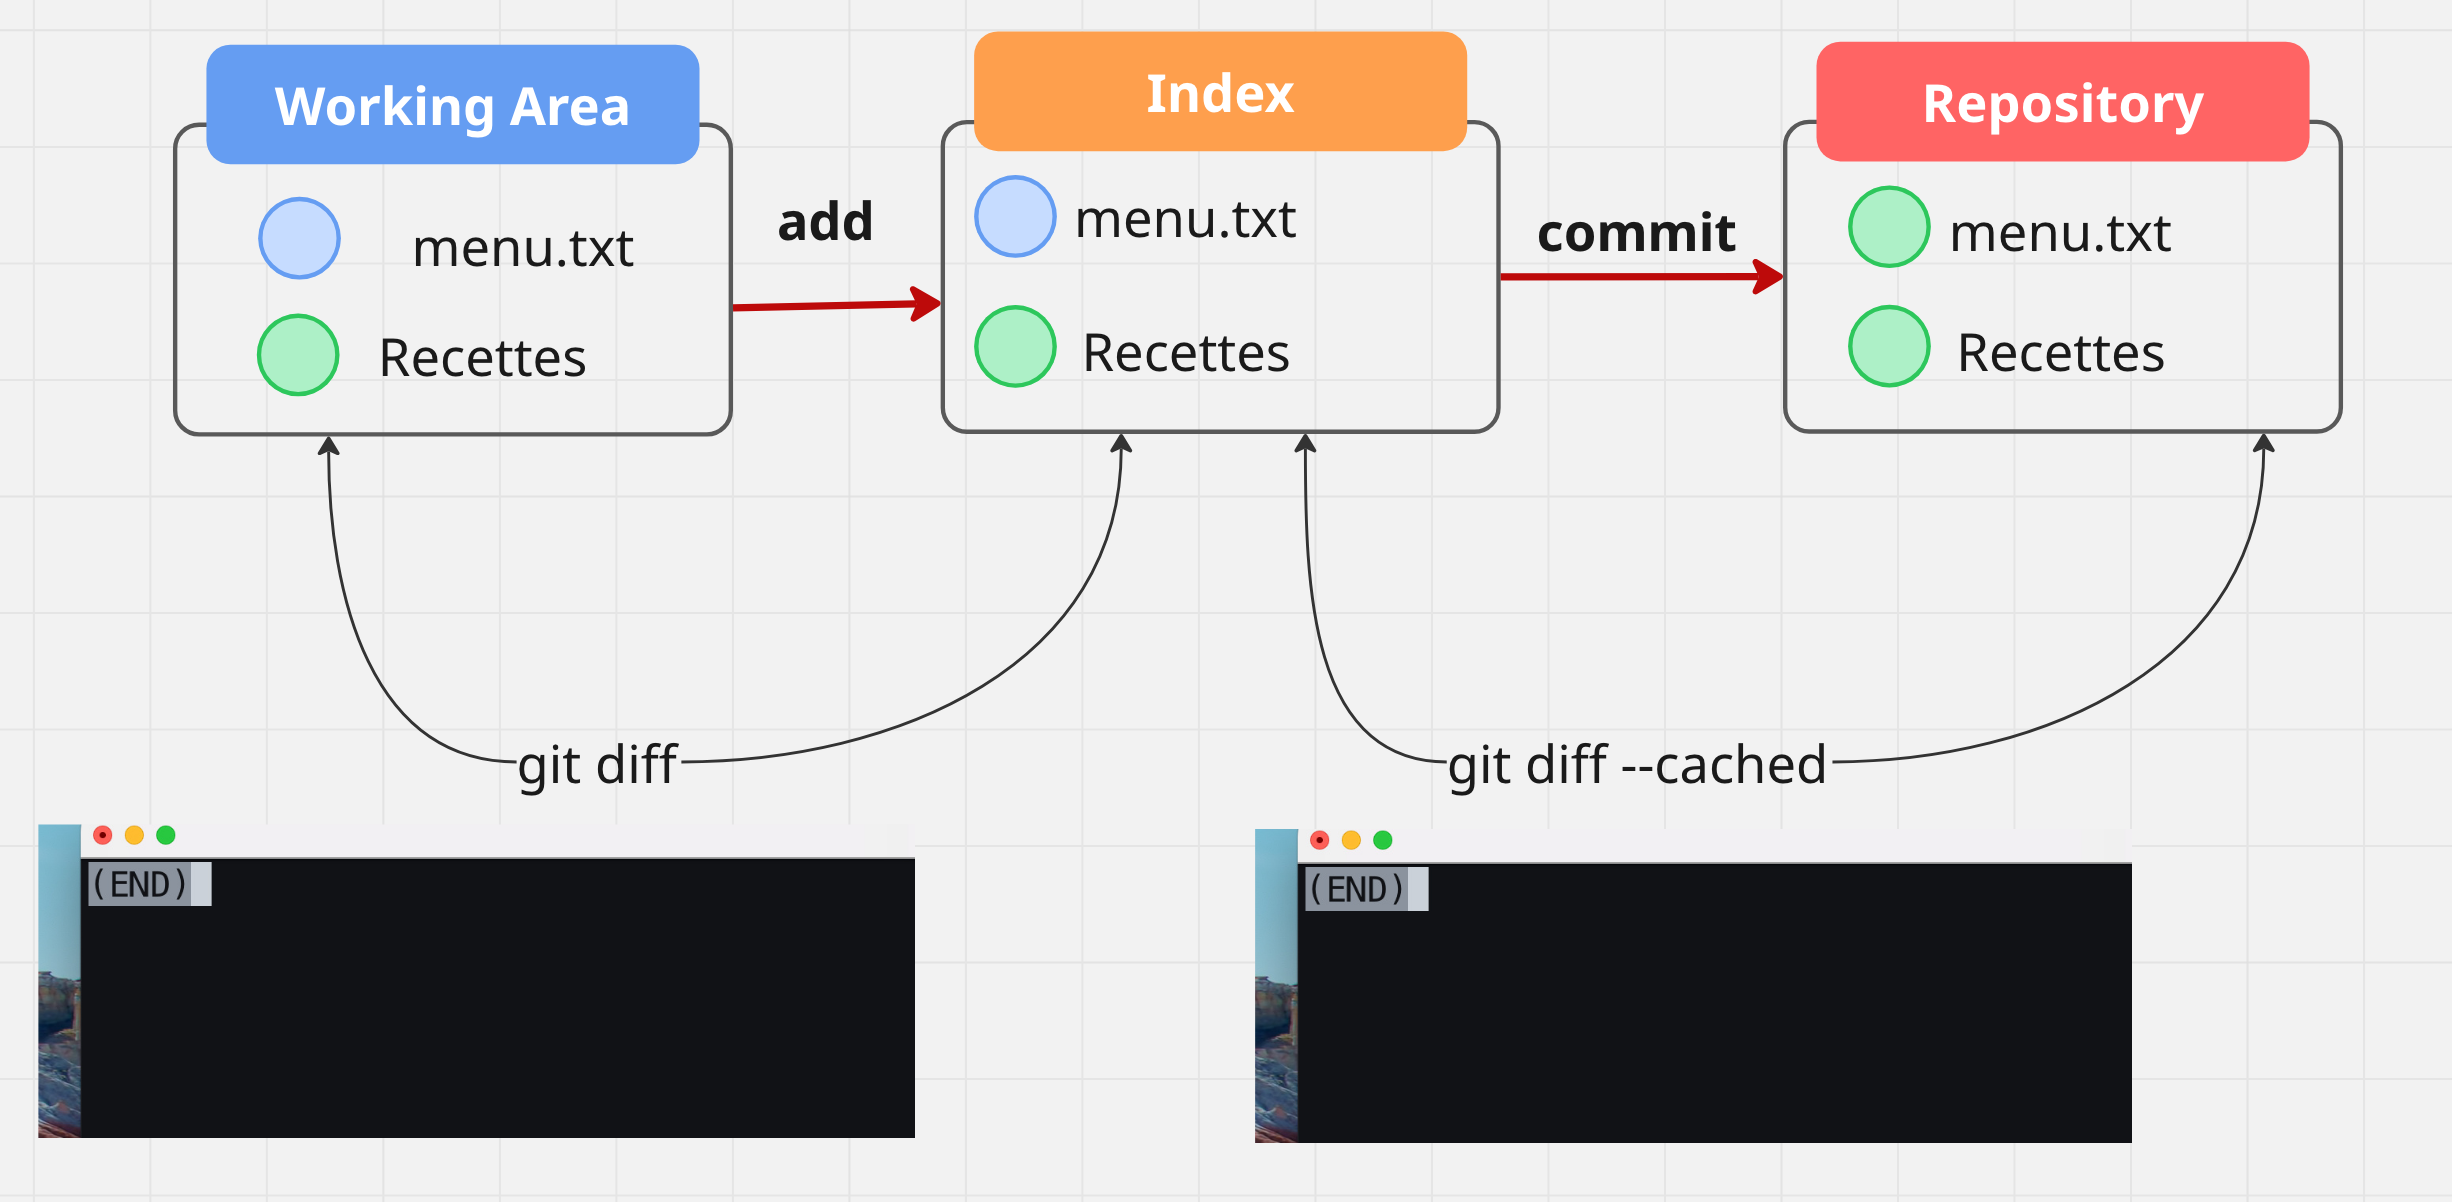 Working Area
Index
Repository
menu.txt
Recettes
add
menu.txt
Recettes
commit
menu.txt
Recettes
git diff
git diff --cached
(END)
(END)